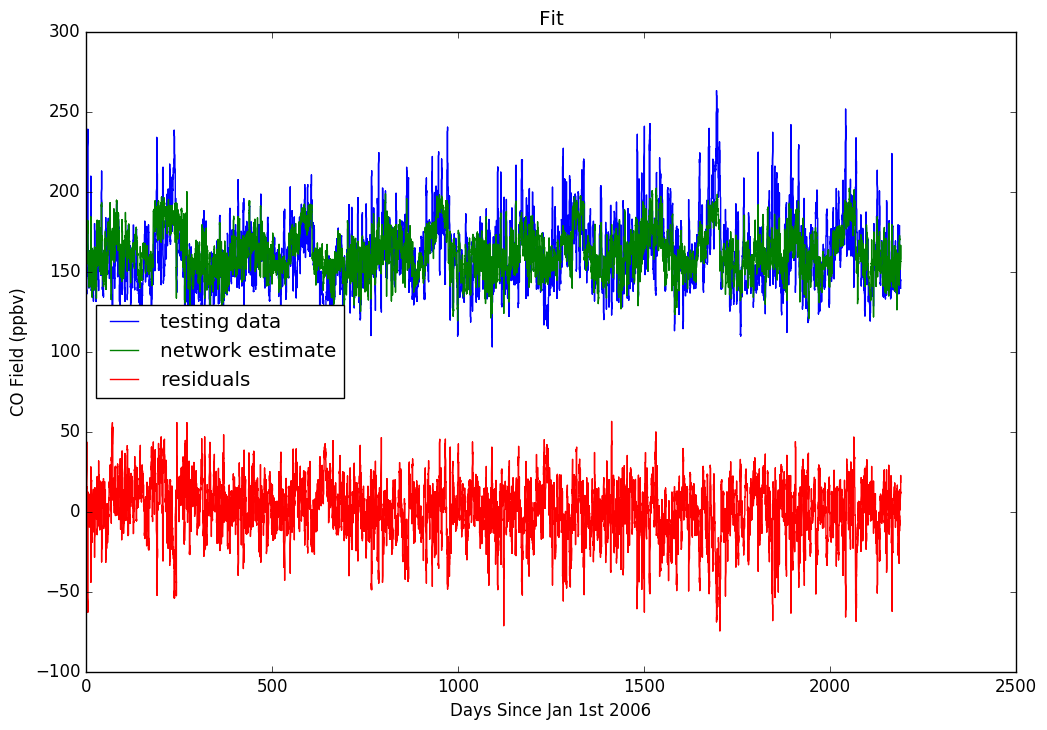 Fit
300
250
200
150
100
50
0
−50
−100
CO Field (ppbv)
testing data
network estimate
residuals
0 500 1000 1500 2000 2500
Days Since Jan 1st 2006